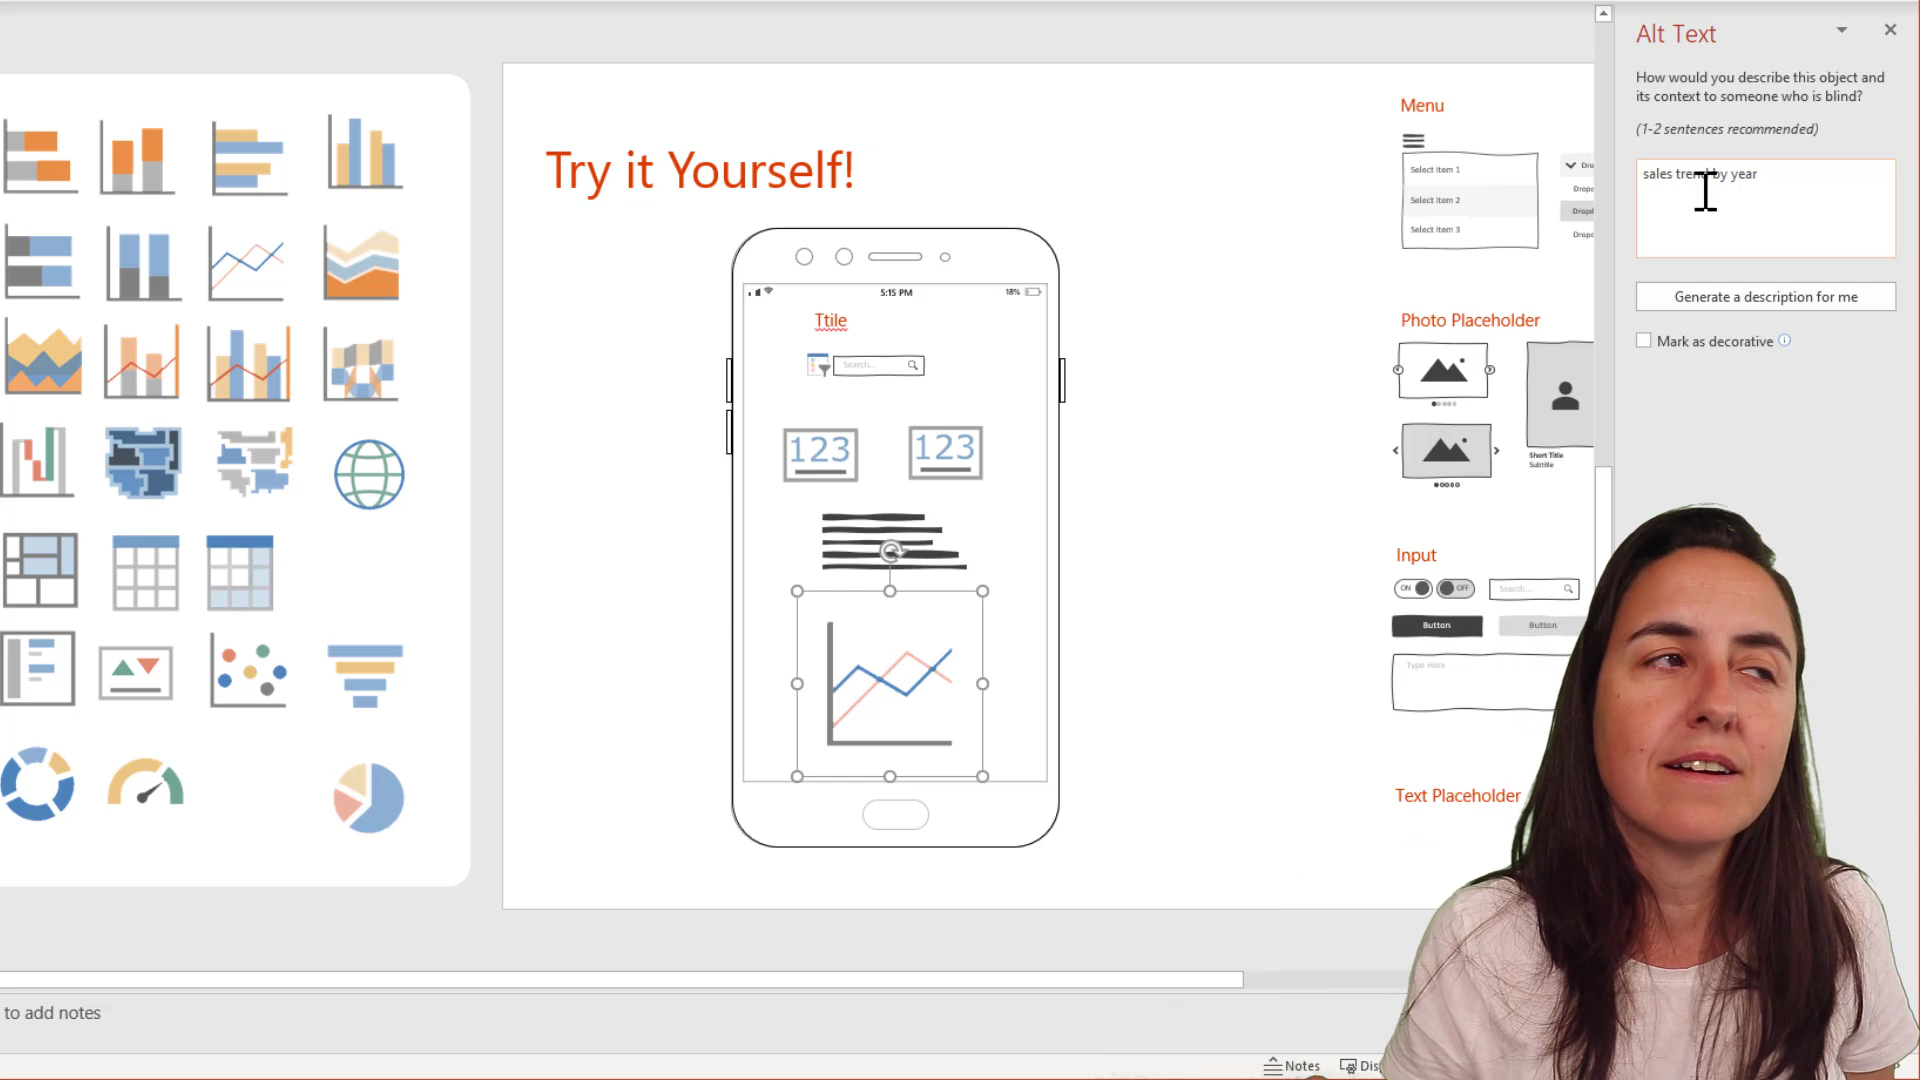 Alt Text
How would you describe this object and
its context to someone who is blind?
(1-2 sentences recommended)
sales trend by year
Generate a description for me
Mark as decorative
Try it Yourself!
5:15 PM
18%
Ttile
Search...
123
123
Menu
Select Item 1
Select Item 2
Select Item 3
Photo Placeholder
Short Title
Subtitle
Input
ON
OFF
Search...
Button
Button
Type Here
Text Placeholder
to add notes
Notes